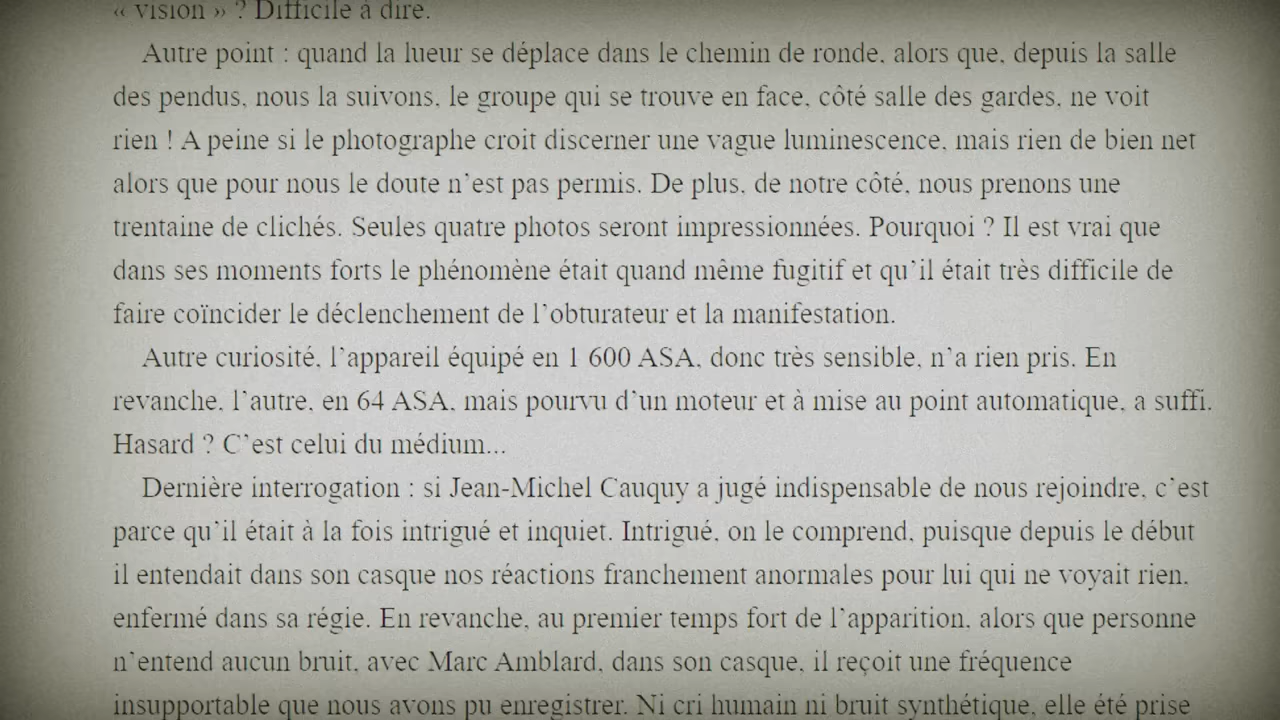 « vision » ? Difficile à dire.
Autre point : quand la lueur se déplace dans le chemin de ronde, alors que, depuis la salle
des pendus, nous la suivons, le groupe qui se trouve en face, côté salle des gardes, ne voit
rien ! A peine si le photographe croit discerner une vague luminescence, mais rien de bien net
alors que pour nous le doute n’est pas permis. De plus, de notre côté, nous prenons une
trentaine de clichés. Seules quatre photos seront impressionnées. Pourquoi ? Il est vrai que
dans ses moments forts le phénomène était quand même fugitif et qu’il était très difficile de
faire coïncider le déclenchement de l’obturateur et la manifestation.
Autre curiosité, l’appareil équipé en 1 600 ASA, donc très sensible, n’a rien pris. En
revanche, l’autre, en 64 ASA, mais pourvu d’un moteur et à mise au point automatique, a suffi.
Hasard ? C’est celui du médium...
Dernière interrogation : si Jean-Michel Cauquy a jugé indispensable de nous rejoindre, c’est
parce qu’il était à la fois intrigué et inquiet. Intrigué, on le comprend, puisque depuis le début
il entendait dans son casque nos réactions franchement anormales pour lui qui ne voyait rien,
enfermé dans sa régie. En revanche, au premier temps fort de l’apparition, alors que personne
n’entend aucun bruit, avec Marc Amblard, dans son casque, il reçoit une fréquence
insupportable que nous avons pu enregistrer. Ni cri humain ni bruit synthétique, elle été prise